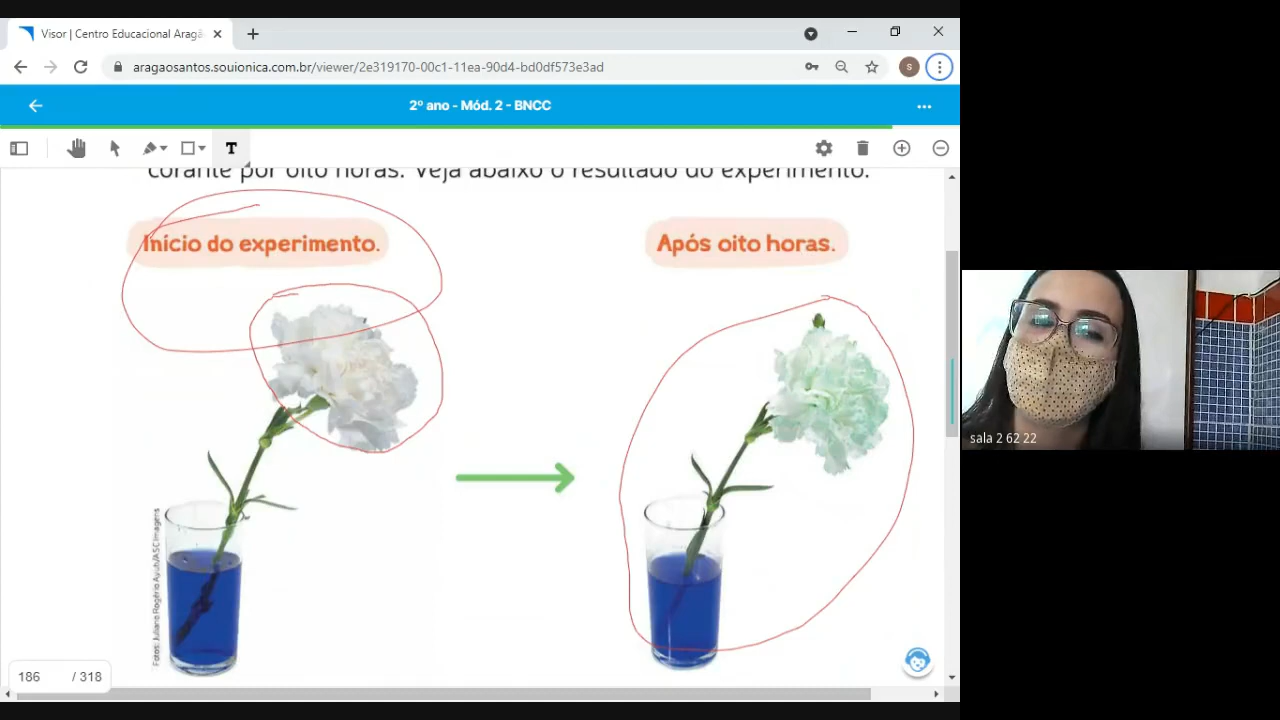 Visor | Centro Educacional Aragã
aragaosantos.souionica.com.br/viewer/2e319170-00c1-11ea-90d4-bd0df573e3ad
s
2º ano - Mód. 2 - BNCC
T
corante por oito horas. Veja abaixo o resultado do experimento.
Início do experimento.
Após oito horas.
Fotos: Juliana Rogério Ayub/ASC Imagens
sala 2 62 22
186 / 318